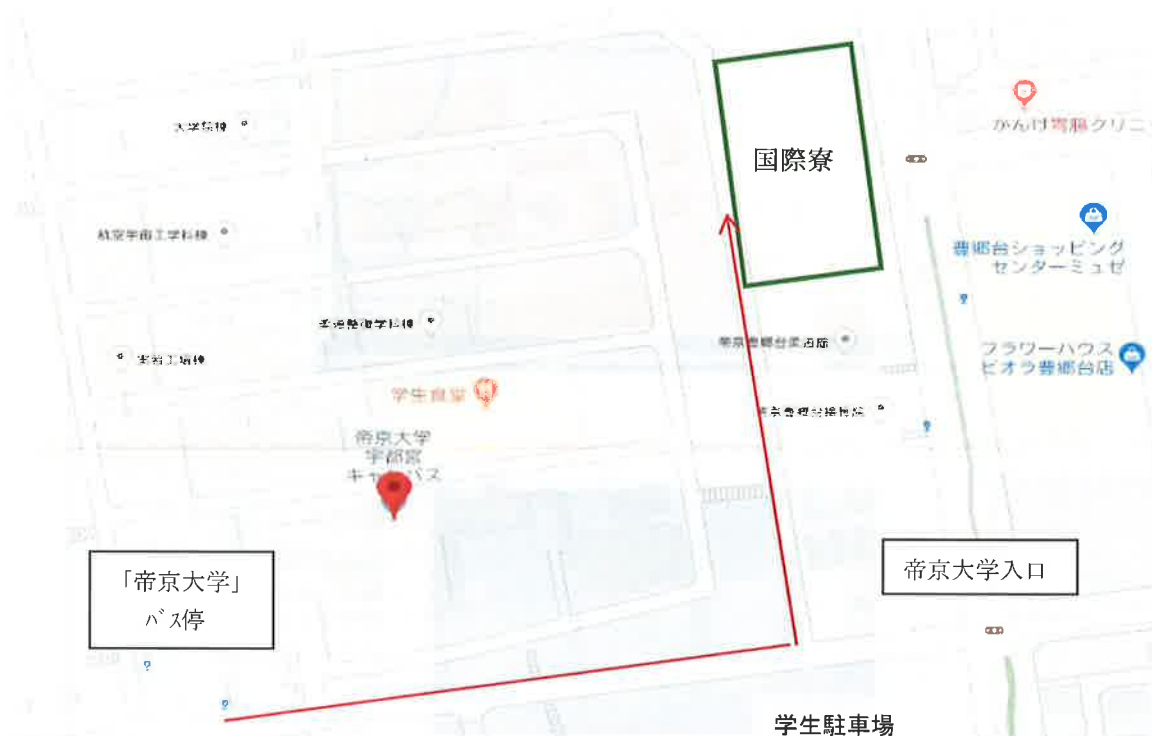 国際寮
大学院棟
航空宇宙工学科棟
柔道整復学科棟
実習工場棟
学生食堂
帝京大学
宇都宮
キャンパス
豊郷台ショッピング
センターミュゼ
フラワーハウス
ビオラ豊郷台店
「帝京大学」
バス停
帝京大学入口
学生駐車場